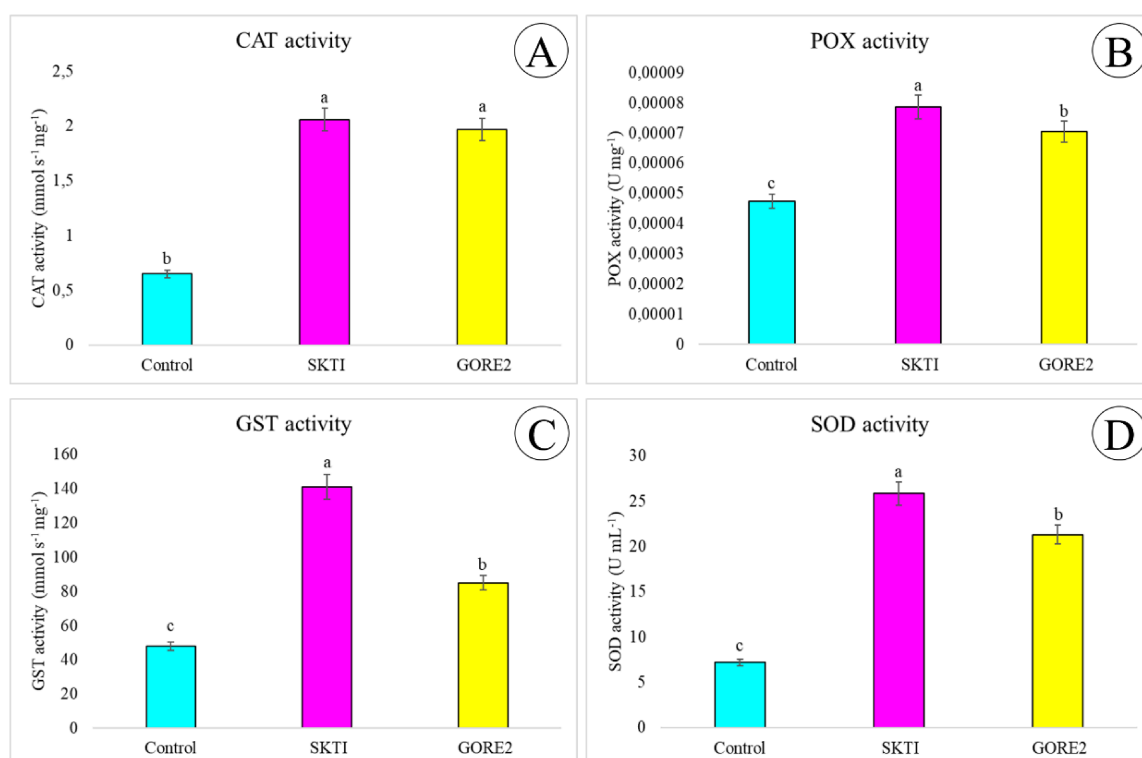 CAT activity
A
CAT activity (mmol s⁻¹ mg⁻¹)
2,5
2
1,5
1
0,5
0
b
a
a
Control
SKTI
GORE2
POX activity
B
POX activity (U mg⁻¹)
0,00009
0,00008
0,00007
0,00006
0,00005
0,00004
0,00003
0,00002
0,00001
0
c
a
b
Control
SKTI
GORE2
GST activity
C
GST activity (mmol s⁻¹ mg⁻¹)
160
140
120
100
80
60
40
20
0
c
a
b
Control
SKTI
GORE2
SOD activity
D
SOD activity (U mL⁻¹)
30
25
20
15
10
5
0
c
a
b
Control
SKTI
GORE2